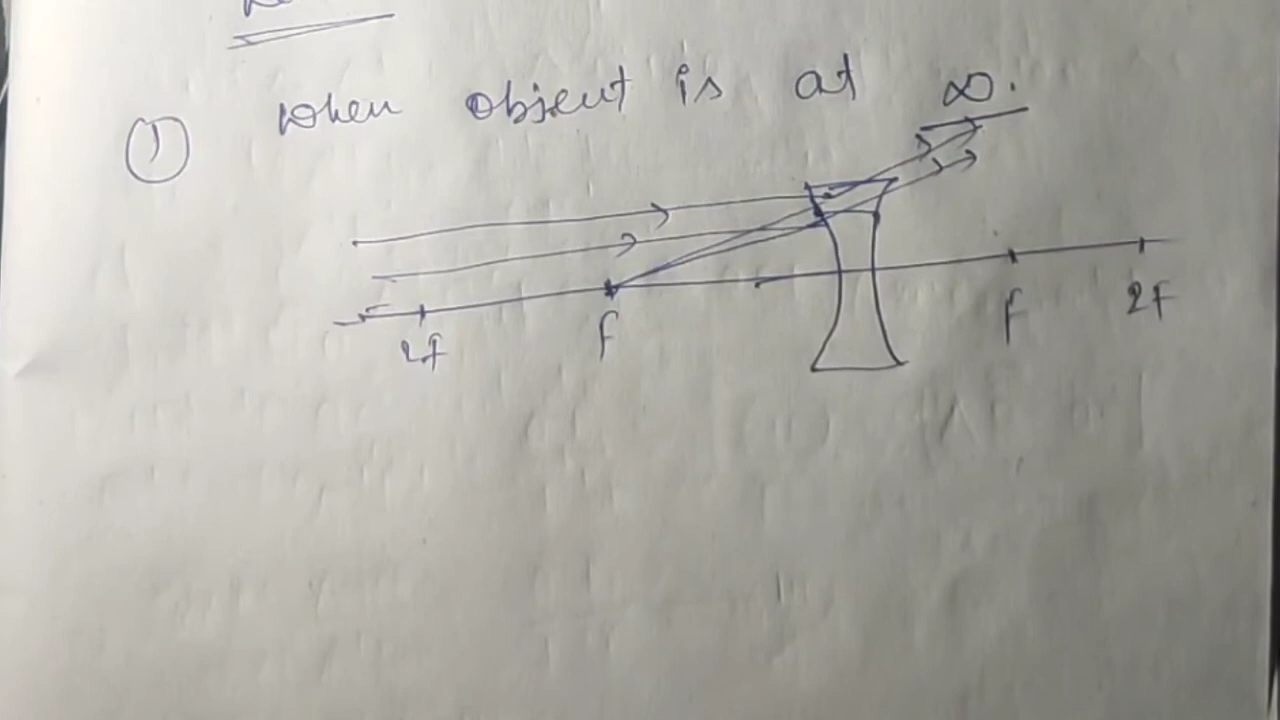 ① when object is at ∞.
2f f f 2f